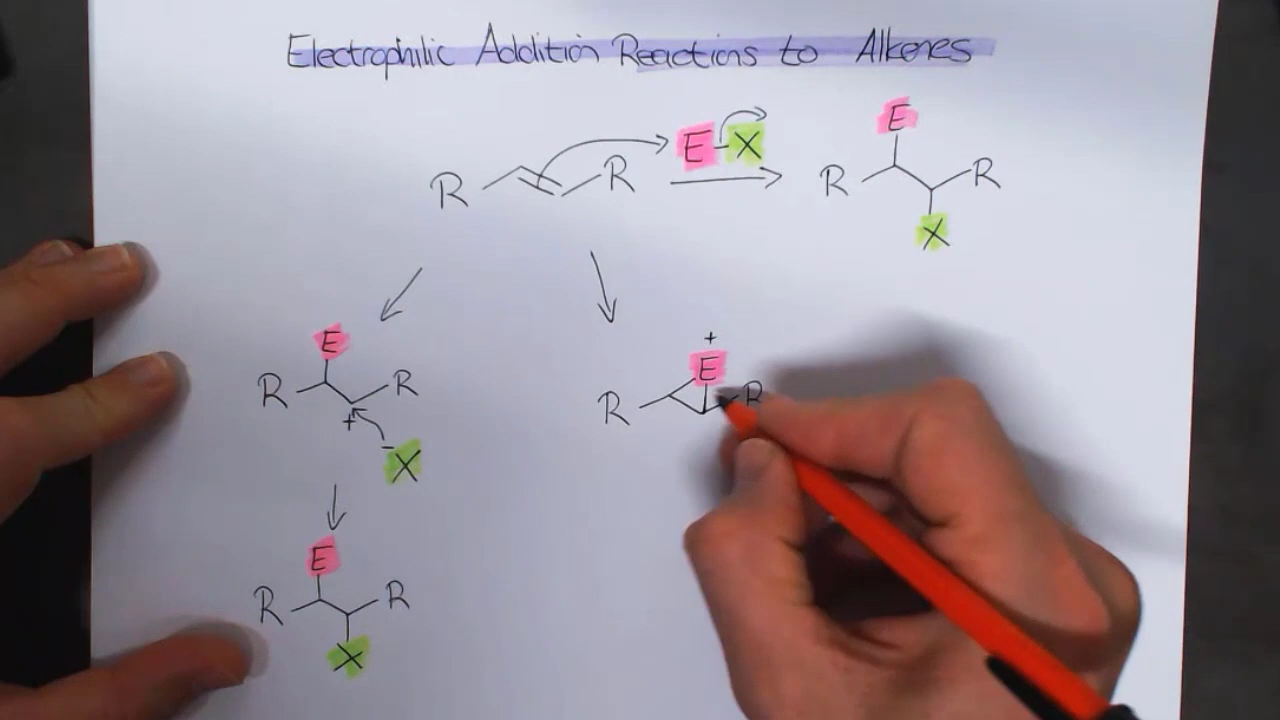 Electrophilic Addition Reactions to Alkenes
E
E-X
R R
R R
X
+
E E
R R
R R
+
-
X
E
R R
X